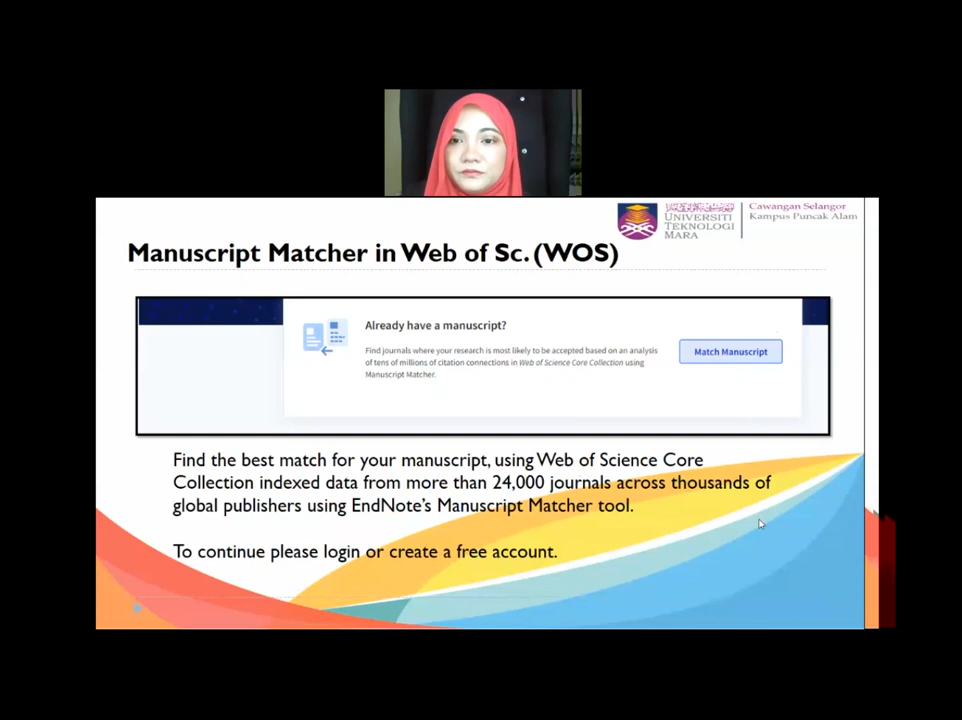 UNIVERSITI
TEKNOLOGI
MARA
Cawangan Selangor
Kampus Puncak Alam
Manuscript Matcher in Web of Sc. (WOS)
Already have a manuscript?
Find journals where your research is most likely to be accepted based on an analysis
of tens of millions of citation connections in Web of Science Core Collection using
Manuscript Matcher.
Match Manuscript
Find the best match for your manuscript, using Web of Science Core
Collection indexed data from more than 24,000 journals across thousands of
global publishers using EndNote's Manuscript Matcher tool.
To continue please login or create a free account.